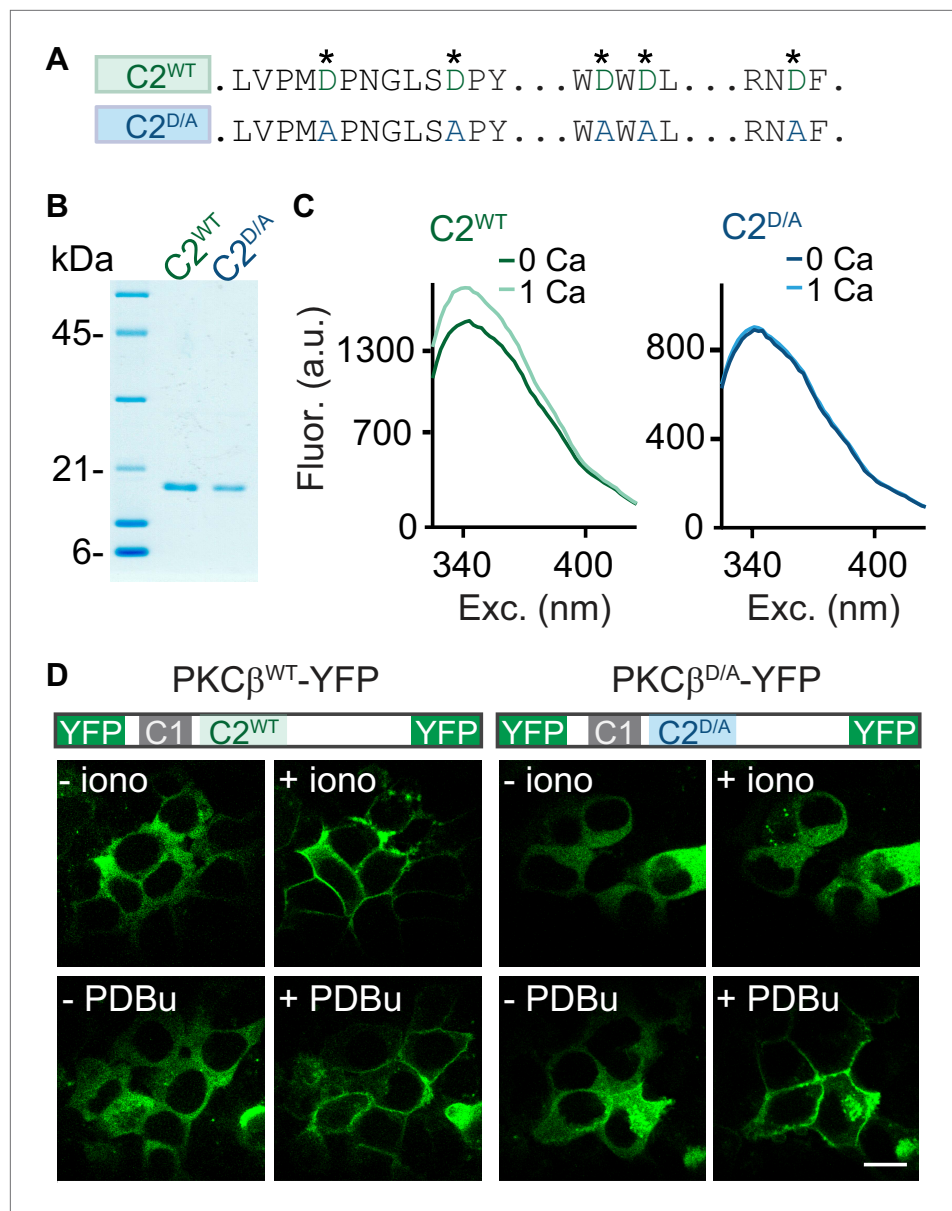 A
* * * * *
C2WT .LVPMDPNGLSDPY...WDWDL...RNDF.
C2D/A .LVPMAPNGLSAPY...WAWAL...RNAF.
B
kDa
C2WT C2D/A
45-
21-
6-
C
C2WT
0 Ca
1 Ca
Fluor. (a.u.)
1300
700
0
340 400
Exc. (nm)
C2D/A
0 Ca
1 Ca
800
400
0
340 400
Exc. (nm)
D
PKCβWT-YFP
YFP C1 C2WT YFP
- iono + iono
- PDBu + PDBu
PKCβD/A-YFP
YFP C1 C2D/A YFP
- iono + iono
- PDBu + PDBu